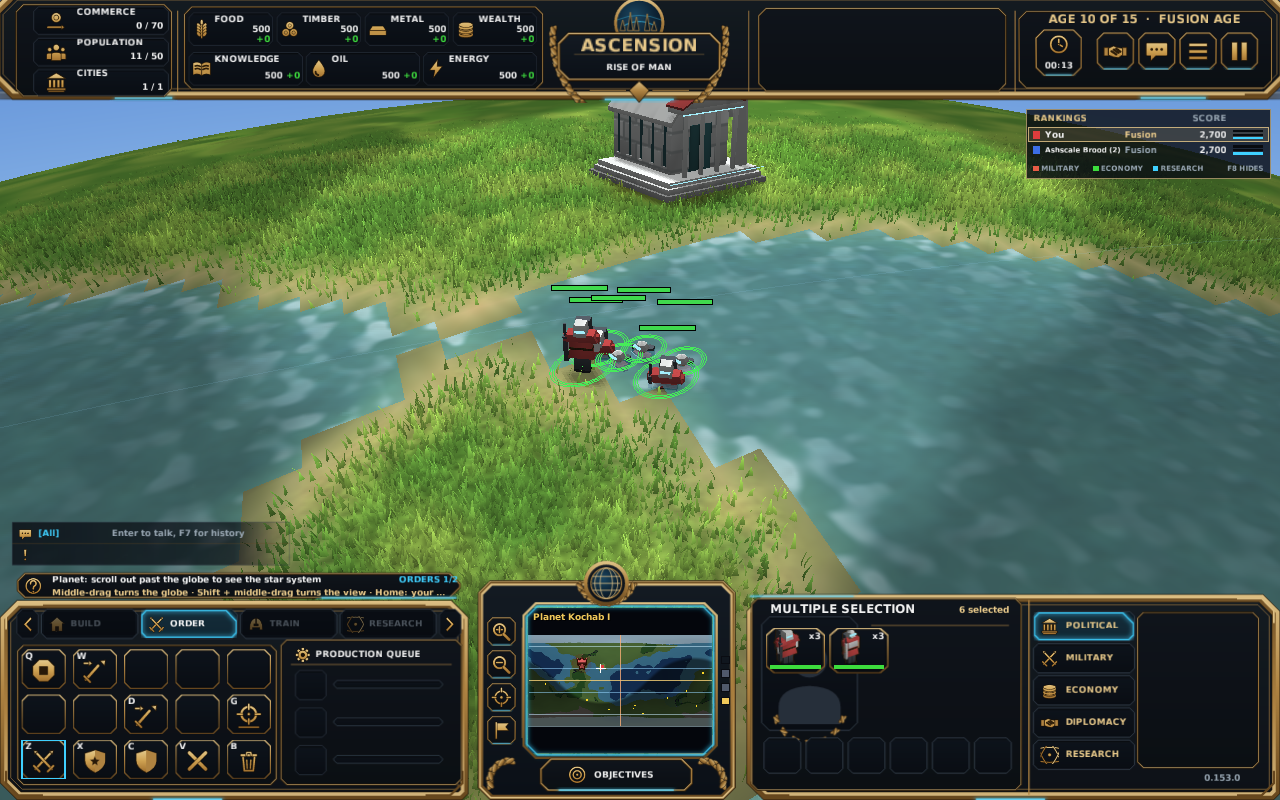 COMMERCE
0 / 70
POPULATION
11 / 50
CITIES
1 / 1
FOOD
500
+0
TIMBER
500
+0
METAL
500
+0
WEALTH
500
+0
KNOWLEDGE
500 +0
OIL
500 +0
ENERGY
500 +0
ASCENSION
RISE OF MAN
AGE 10 OF 15 · FUSION AGE
00:13
RANKINGS SCORE
You Fusion 2,700
Ashscale Brood (2) Fusion 2,700
MILITARY ECONOMY RESEARCH F8 HIDES
[All] Enter to talk, F7 for history
!
Planet: scroll out past the globe to see the star system ORDERS 1/2
Middle-drag turns the globe · Shift + middle-drag turns the view · Home: your ...
BUILD ORDER TRAIN RESEARCH
Q W
D G
Z X C V B
PRODUCTION QUEUE
Planet Kochab I
OBJECTIVES
MULTIPLE SELECTION 6 selected
x3 x3
POLITICAL
MILITARY
ECONOMY
DIPLOMACY
RESEARCH
0.153.0